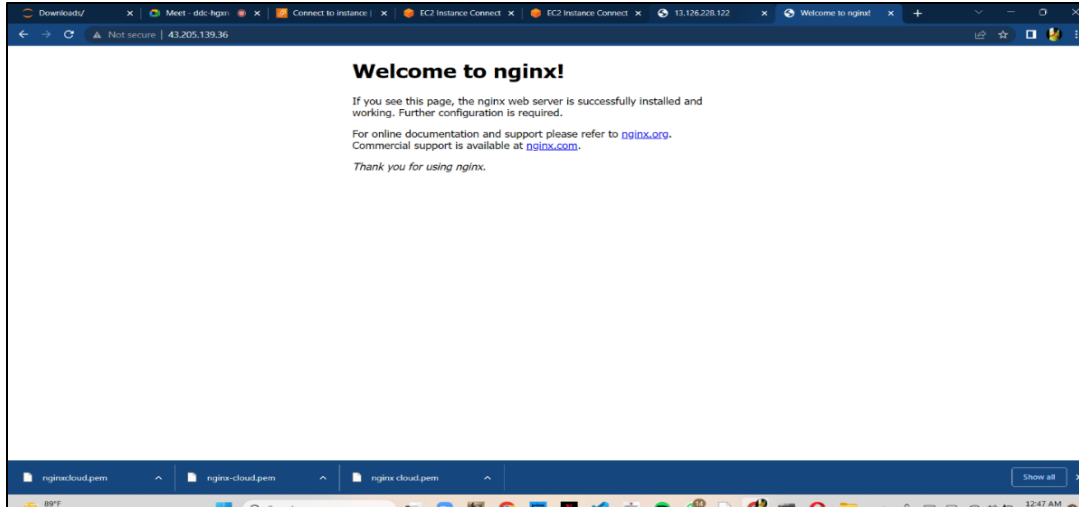 Downloads/
Meet - ddc-hgxn
Connect to instance |
EC2 Instance Connect
EC2 Instance Connect
13.126.228.122
Welcome to nginx!
Not secure | 43.205.139.36
Welcome to nginx!
If you see this page, the nginx web server is successfully installed and
working. Further configuration is required.
For online documentation and support please refer to nginx.org.
Commercial support is available at nginx.com.
Thank you for using nginx.
nginxcloud.pem
nginx-cloud.pem
nginx cloud.pem
Show all
89°F
12:47 AM